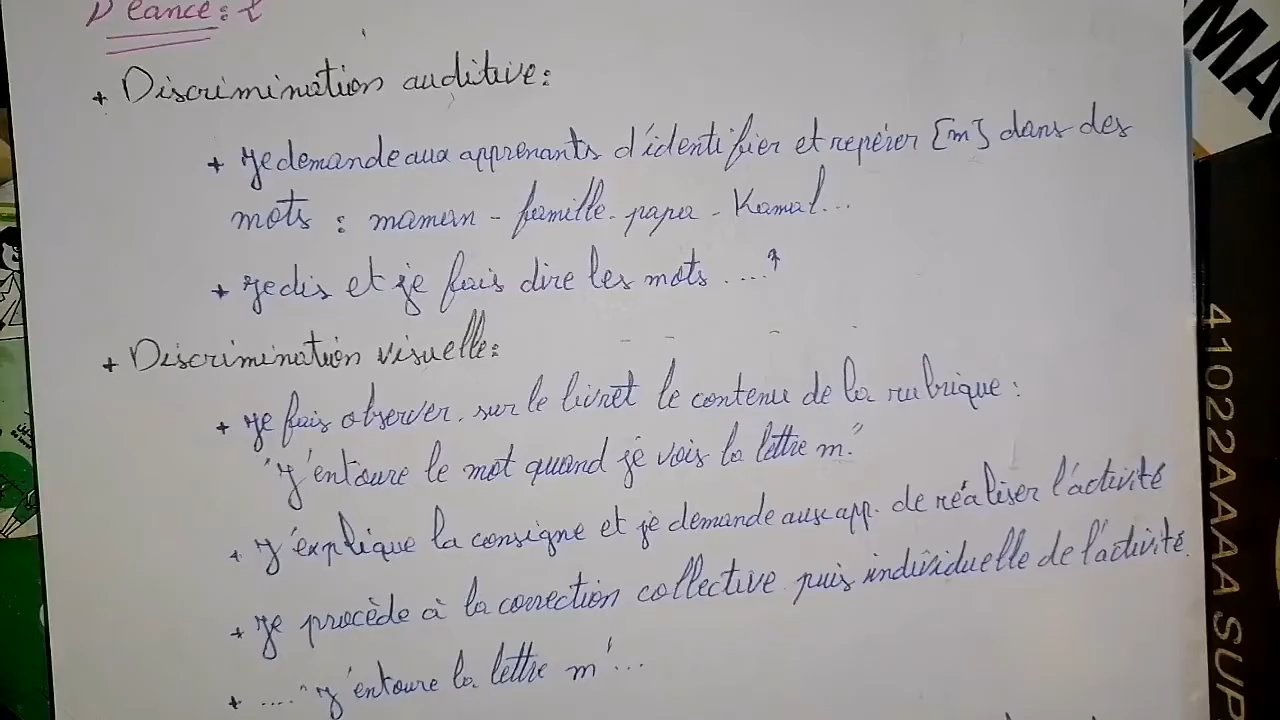 Séance: 2
+ Discrimination auditive:
+ Je demande aux apprenants d'identifier et repérer [m] dans des
mots : maman - famille - papa - Kamal...
+ Je dis et je fais dire les mots ....
+ Discrimination visuelle:
+ Je fais observer, sur le livret le contenu de la rubrique :
"J'entoure le mot quand je vois la lettre m."
+ J'explique la consigne et je demande aux app. de réaliser l'activité
+ Je procède à la correction collective puis individuelle de l'activité.
+ .... "J'entoure la lettre m"...
41022AAAA SUP